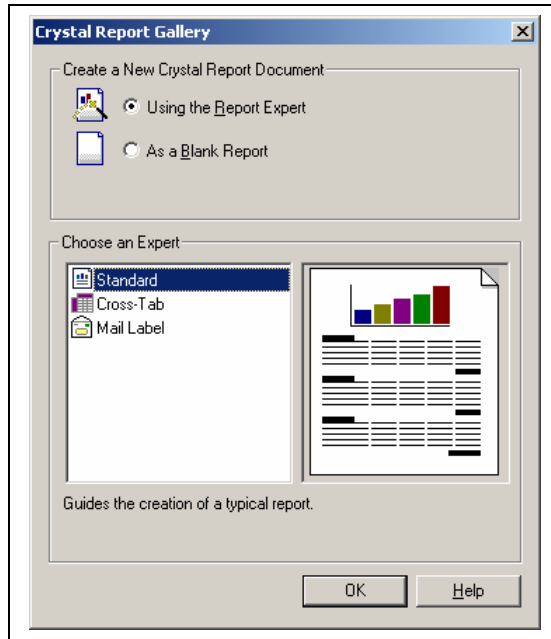 Crystal Report Gallery
Create a New Crystal Report Document
Using the Report Expert
As a Blank Report
Choose an Expert
Standard
Cross-Tab
Mail Label
Guides the creation of a typical report.
OK
Help